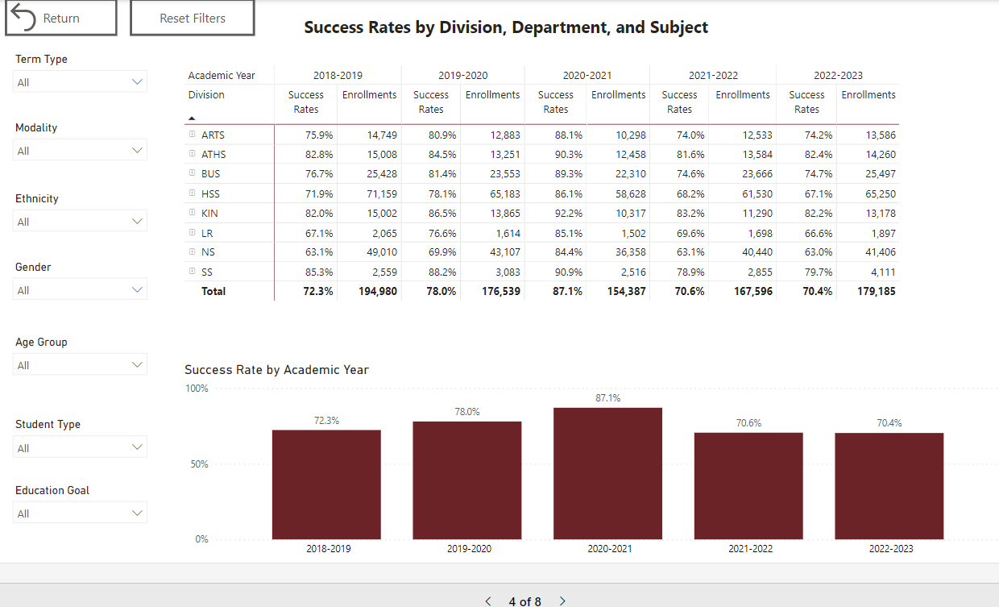 Return
Reset Filters
Success Rates by Division, Department, and Subject
Term Type
All
Modality
All
Ethnicity
All
Gender
All
Age Group
All
Student Type
All
Education Goal
All
Academic Year 2018-2019 2019-2020 2020-2021 2021-2022 2022-2023
Division Success Rates Enrollments Success Rates Enrollments Success Rates Enrollments Success Rates Enrollments Success Rates Enrollments
ARTS 75.9% 14,749 80.9% 12,883 88.1% 10,298 74.0% 12,533 74.2% 13,586
ATHS 82.8% 15,008 84.5% 13,251 90.3% 12,458 81.6% 13,584 82.4% 14,260
BUS 76.7% 25,428 81.4% 23,553 89.3% 22,310 74.6% 23,666 74.7% 25,497
HSS 71.9% 71,159 78.1% 65,183 86.1% 58,628 68.2% 61,530 67.1% 65,250
KIN 82.0% 15,002 86.5% 13,865 92.2% 10,317 83.2% 11,290 82.2% 13,178
LR 67.1% 2,065 76.6% 1,614 85.1% 1,502 69.6% 1,698 66.6% 1,897
NS 63.1% 49,010 69.9% 43,107 84.4% 36,358 63.1% 40,440 63.0% 41,406
SS 85.3% 2,559 88.2% 3,083 90.9% 2,516 78.9% 2,855 79.7% 4,111
Total 72.3% 194,980 78.0% 176,539 87.1% 154,387 70.6% 167,596 70.4% 179,185
Success Rate by Academic Year
100%
50%
0%
72.3% 78.0% 87.1% 70.6% 70.4%
2018-2019 2019-2020 2020-2021 2021-2022 2022-2023
4 of 8